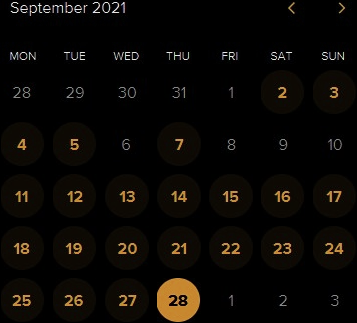 September 2021
MON TUE WED THU FRI SAT SUN
28 29 30 31 1 2 3
4 5 6 7 8 9 10
11 12 13 14 15 16 17
18 19 20 21 22 23 24
25 26 27 28 1 2 3